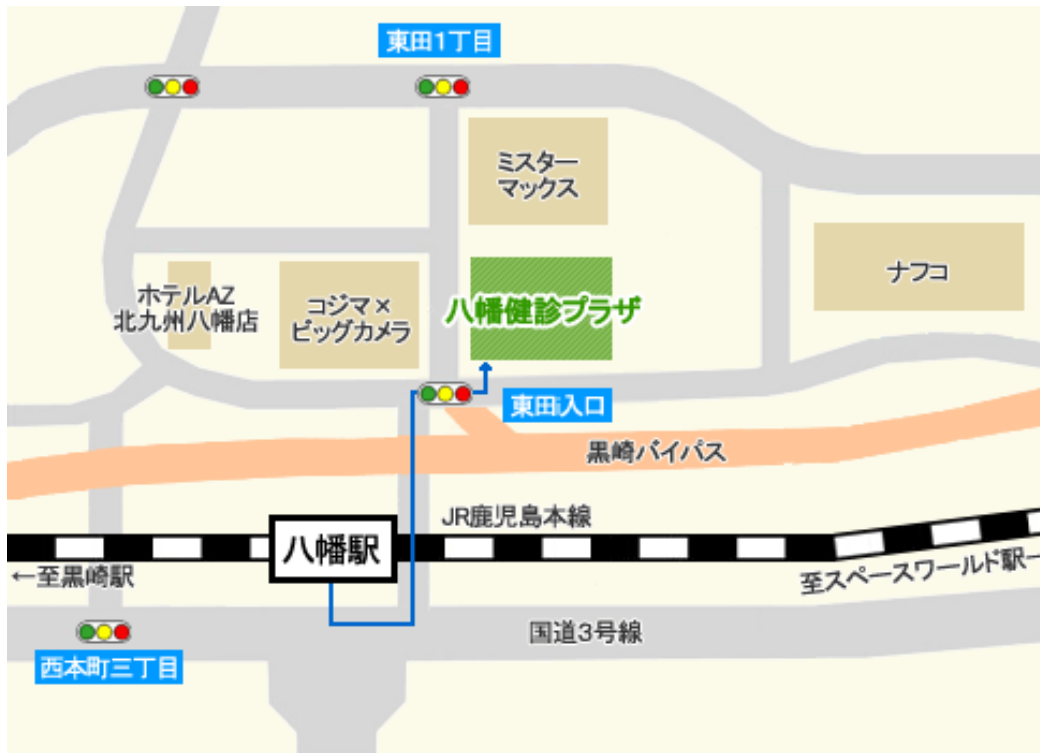 東田1丁目
ミスター
マックス
ナフコ
ホテルAZ
北九州八幡店
コジマ×
ビッグカメラ
八幡健診プラザ
東田入口
黒崎バイパス
JR鹿児島本線
八幡駅
←至黒崎駅
至スペースワールド駅→
国道3号線
西本町三丁目